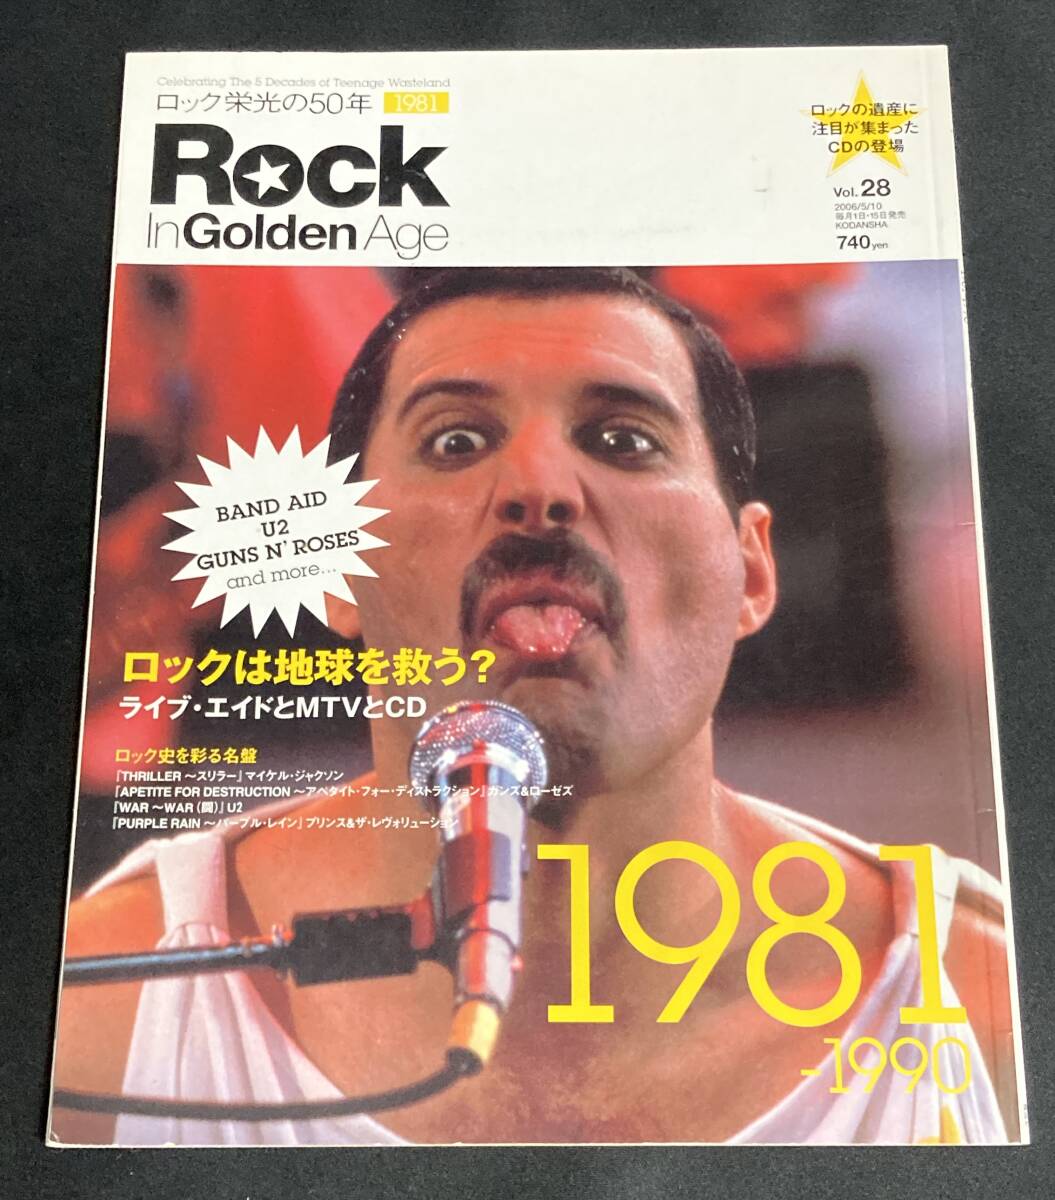 Celebrating The 5 Decades of Teenage Wasteland
ロック栄光の50年 1981
Rock
In Golden Age
ロックの遺産に
注目が集まった
CDの登場
Vol. 28
2006/5/10
毎月1日・15日発売
KODANSHA
740 yen
BAND AID
U2
GUNS N' ROSES
and more...
ロックは地球を救う?
ライブ・エイドとMTVとCD
ロック史を彩る名盤
『THRILLER ～スリラー』マイケル・ジャクソン
『APETITE FOR DESTRUCTION ～アペタイト・フォー・ディストラクション』ガンズ&ローゼズ
『WAR ～WAR(闘)』U2
『PURPLE RAIN ～パープル・レイン』プリンス&ザ・レヴォリューション
1981
-1990